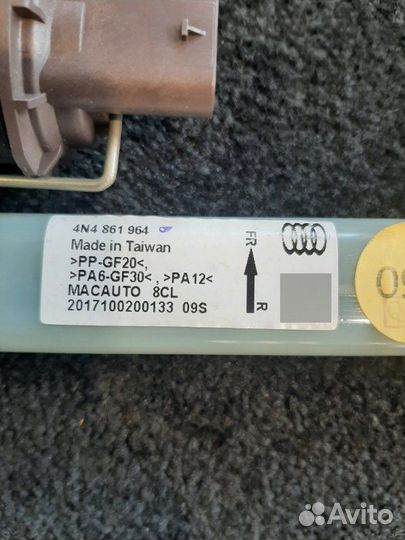 4N4 861 964
Made in Taiwan
>PP-GF20<,
>PA6-GF30<, >PA12<
MACAUTO 8CL
2017100200133 09S
FR
R
Avito